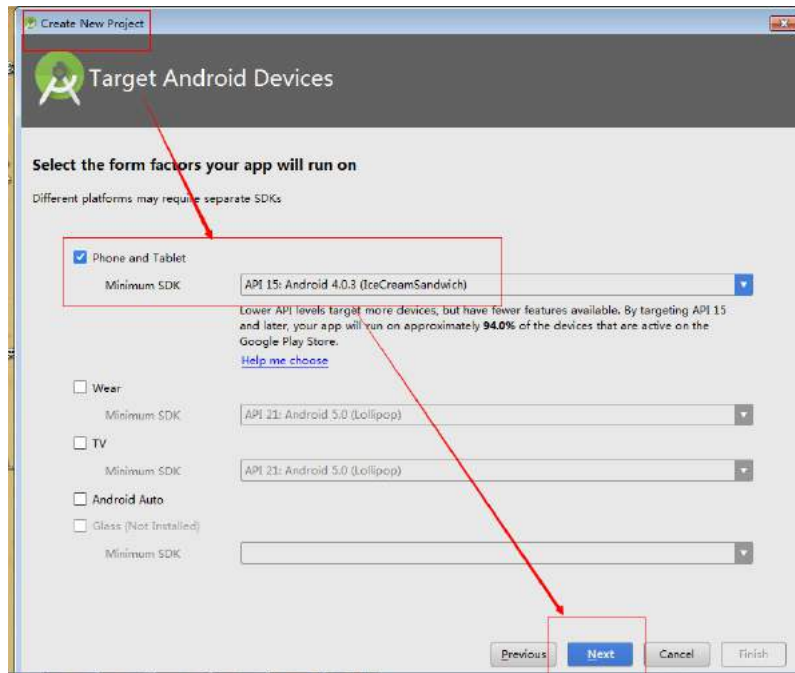 Create New Project
Target Android Devices
Select the form factors your app will run on
Different platforms may require separate SDKs
Phone and Tablet
Minimum SDK API 15: Android 4.0.3 (IceCreamSandwich)
Lower API levels target more devices, but have fewer features available. By targeting API 15
and later, your app will run on approximately 94.0% of the devices that are active on the
Google Play Store.
Help me choose
Wear
Minimum SDK API 21: Android 5.0 (Lollipop)
TV
Minimum SDK API 21: Android 5.0 (Lollipop)
Android Auto
Glass (Not Installed)
Minimum SDK
Previous Next Cancel Finish